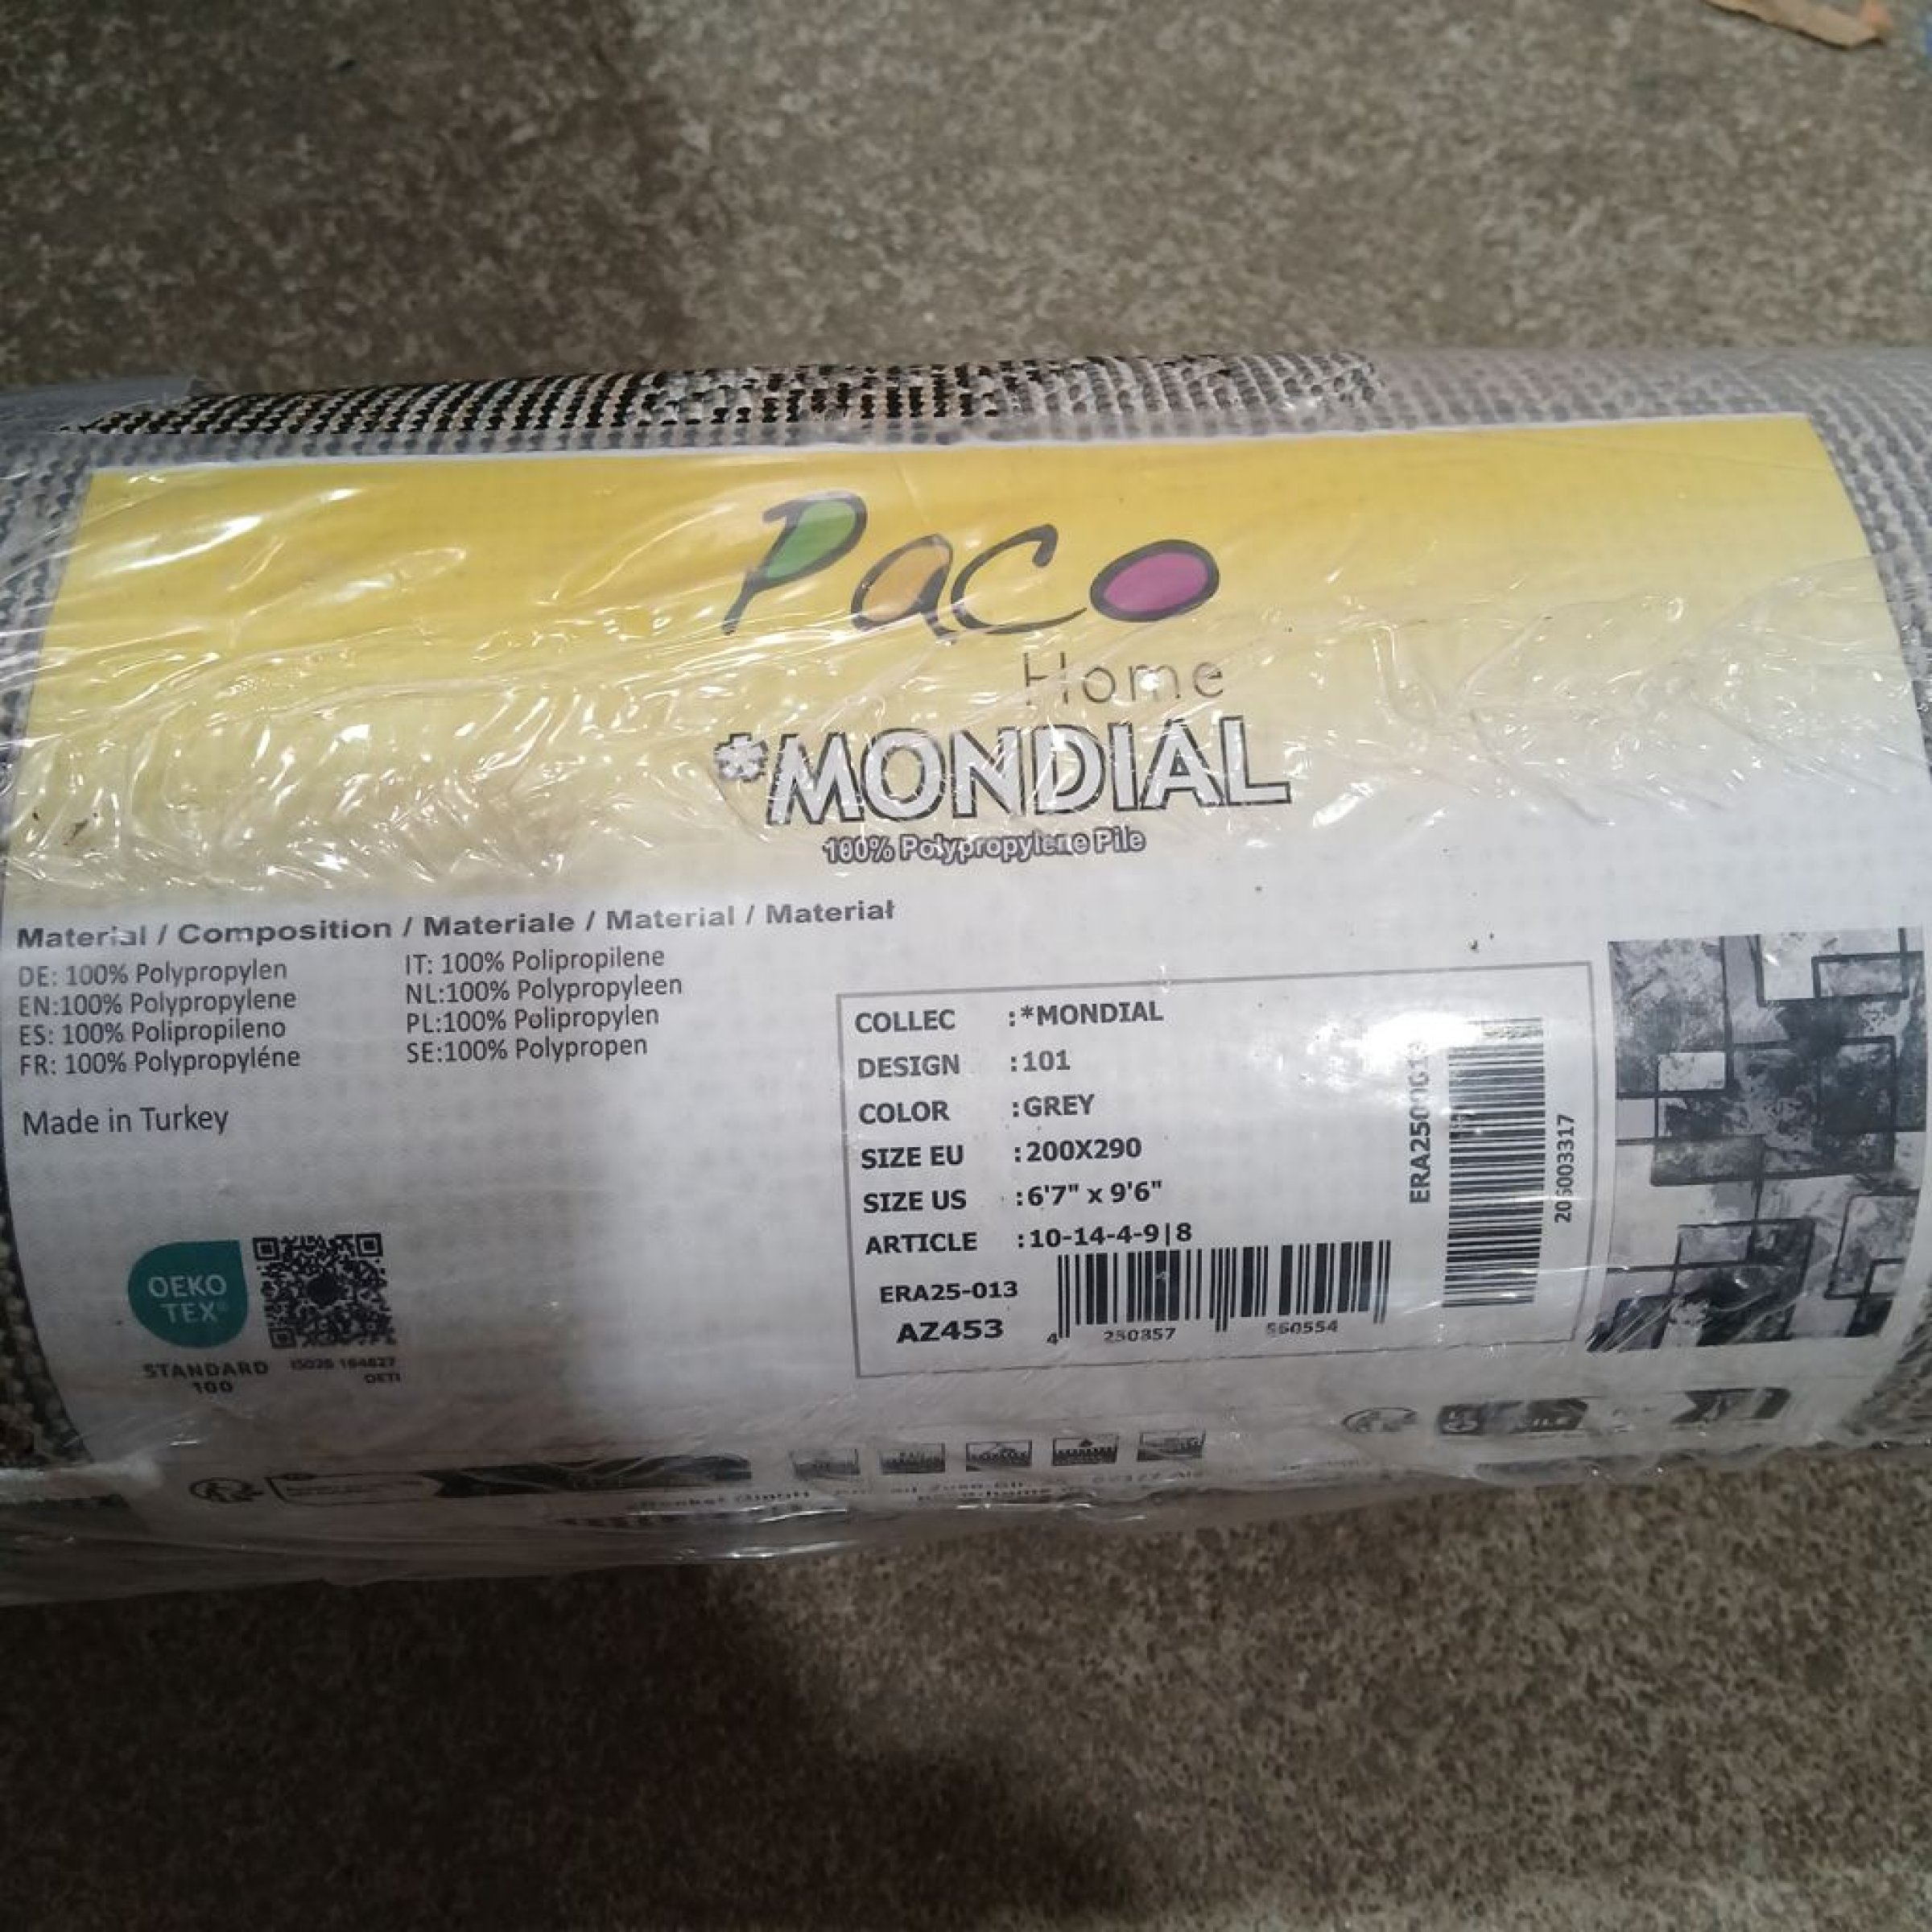 Paco
Home
*MONDIAL
100% Polypropylene Pile
Material / Composition / Materiale / Material / Materiał
DE: 100% Polypropylen
EN:100% Polypropylene
ES: 100% Polipropileno
FR: 100% Polypropyléne
IT: 100% Polipropilene
NL:100% Polypropyleen
PL:100% Polipropylen
SE:100% Polypropen
Made in Turkey
OEKO
TEX®
STANDARD
100
OETI
COLLEC :*MONDIAL
DESIGN :101
COLOR :GREY
SIZE EU :200X290
SIZE US :6'7" x 9'6"
ARTICLE :10-14-4-9|8
ERA25-013
AZ453
4 250857 560554